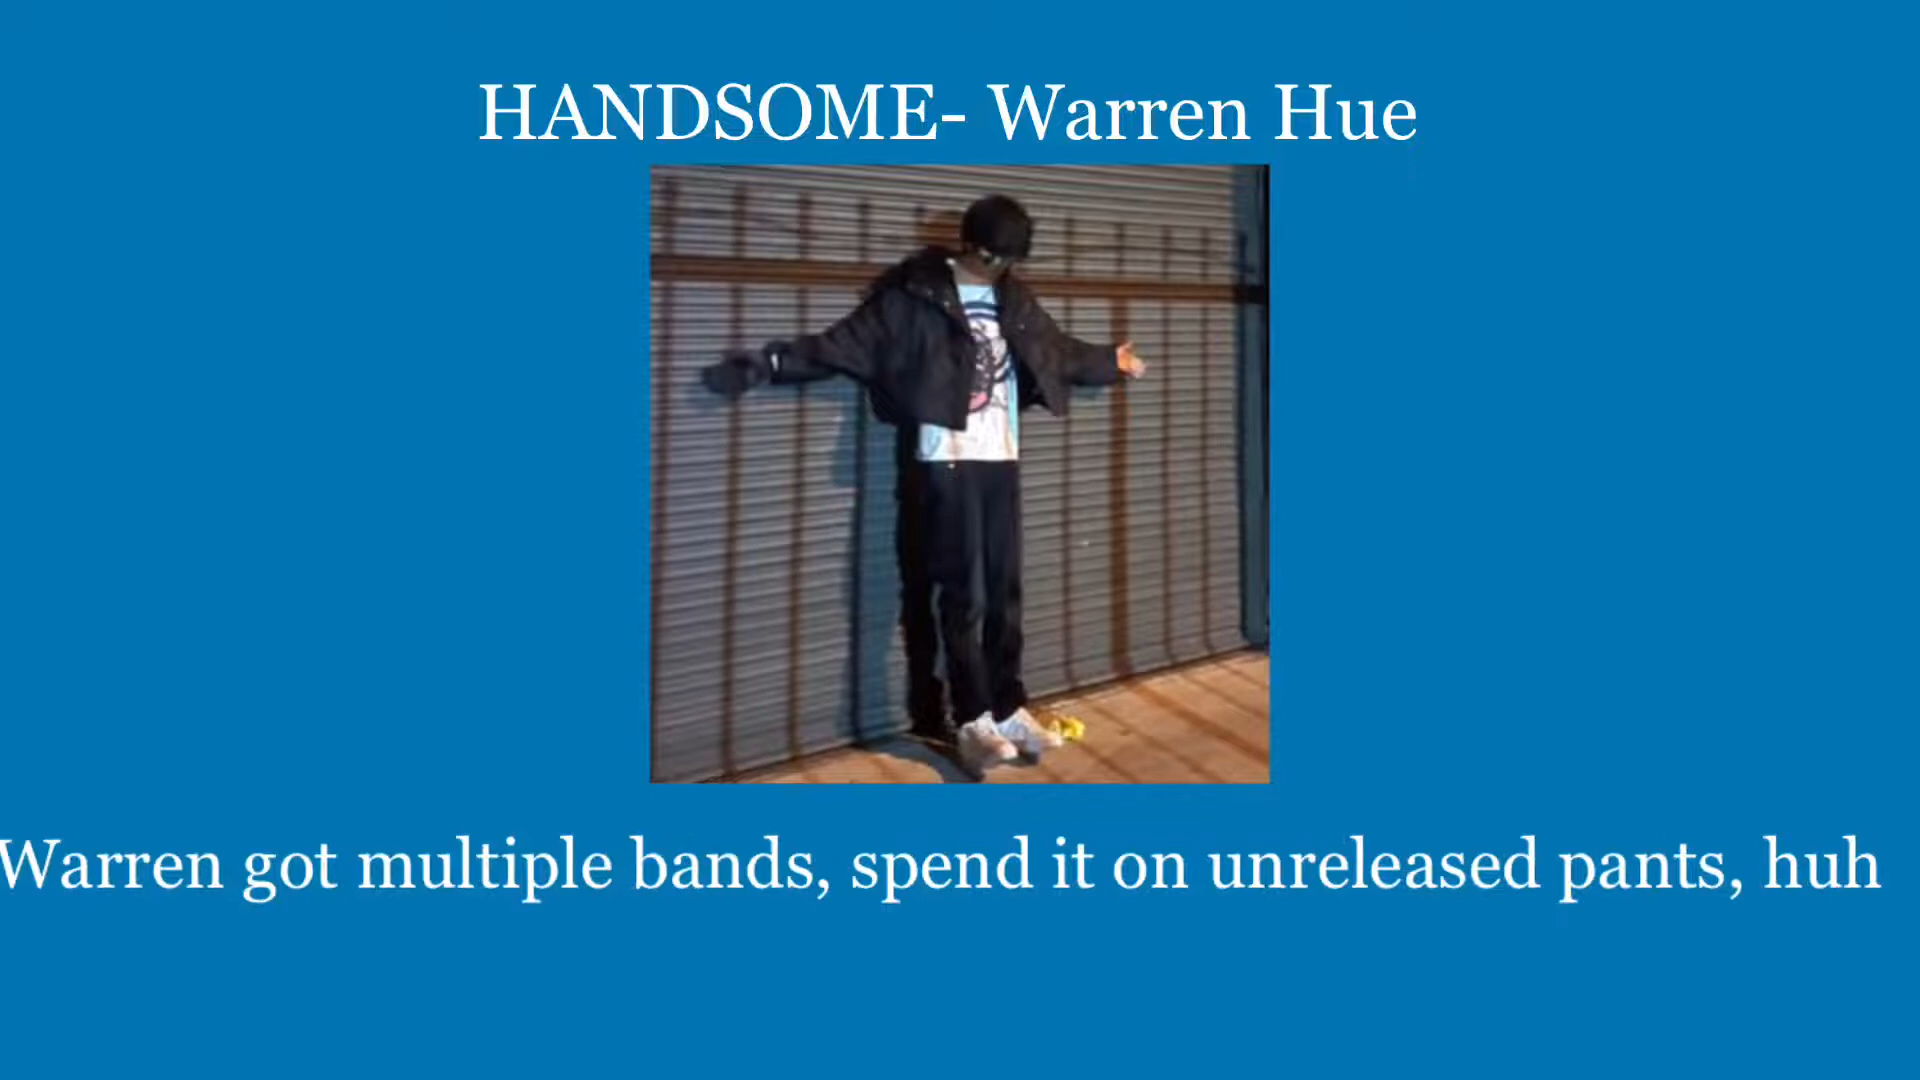 HANDSOME- Warren Hue
Warren got multiple bands, spend it on unreleased pants, huh